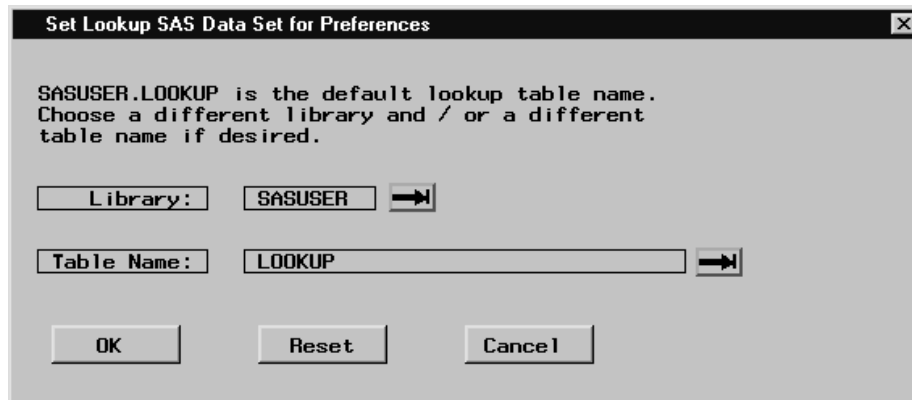 Set Lookup SAS Data Set for Preferences
SASUSER.LOOKUP is the default lookup table name.
Choose a different library and / or a different
table name if desired.
Library: SASUSER
Table Name: LOOKUP
OK Reset Cancel